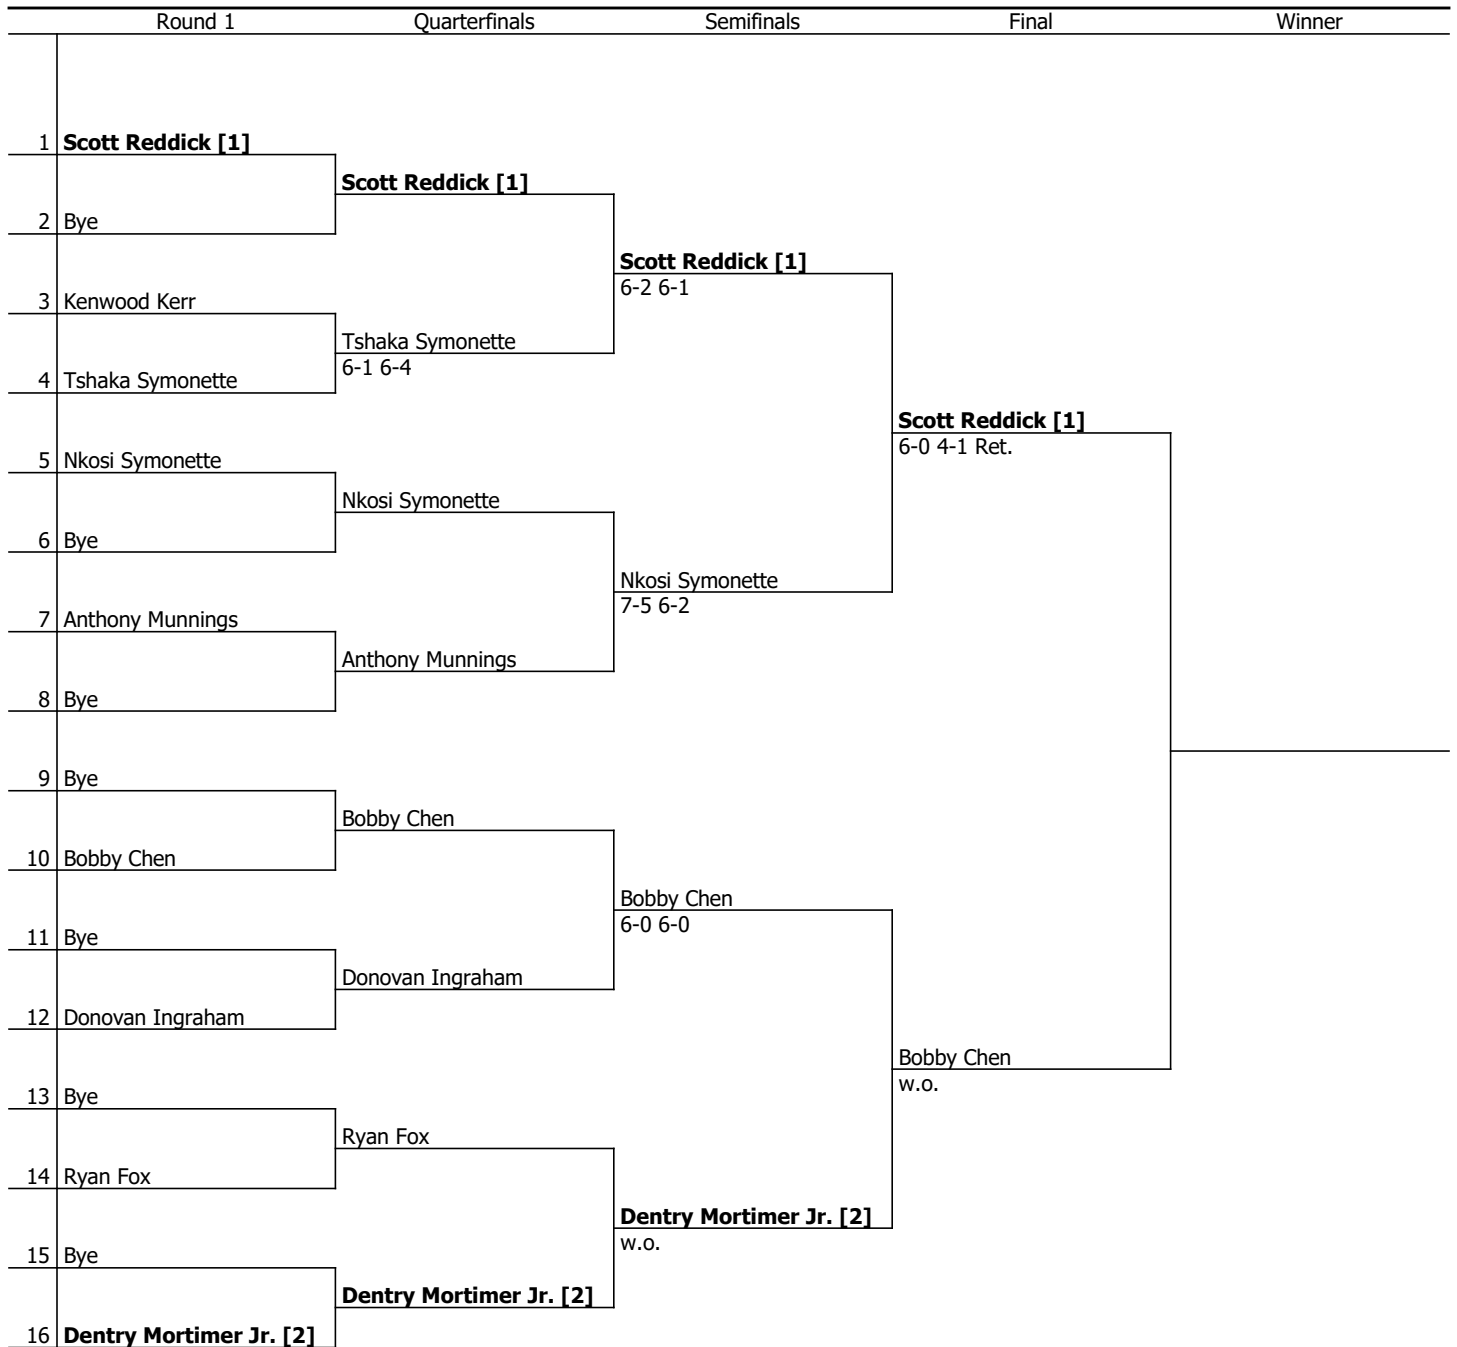 Round 1 Quarterfinals Semifinals Final Winner
1 Scott Reddick [1]
Scott Reddick [1]
2 Bye
Scott Reddick [1]
6-2 6-1
3 Kenwood Kerr
Tshaka Symonette
6-1 6-4
4 Tshaka Symonette
Scott Reddick [1]
6-0 4-1 Ret.
5 Nkosi Symonette
Nkosi Symonette
6 Bye
Nkosi Symonette
7-5 6-2
7 Anthony Munnings
Anthony Munnings
8 Bye
9 Bye
Bobby Chen
10 Bobby Chen
Bobby Chen
6-0 6-0
11 Bye
Donovan Ingraham
12 Donovan Ingraham
Bobby Chen
w.o.
13 Bye
Ryan Fox
14 Ryan Fox
Dentry Mortimer Jr. [2]
w.o.
15 Bye
Dentry Mortimer Jr. [2]
16 Dentry Mortimer Jr. [2]